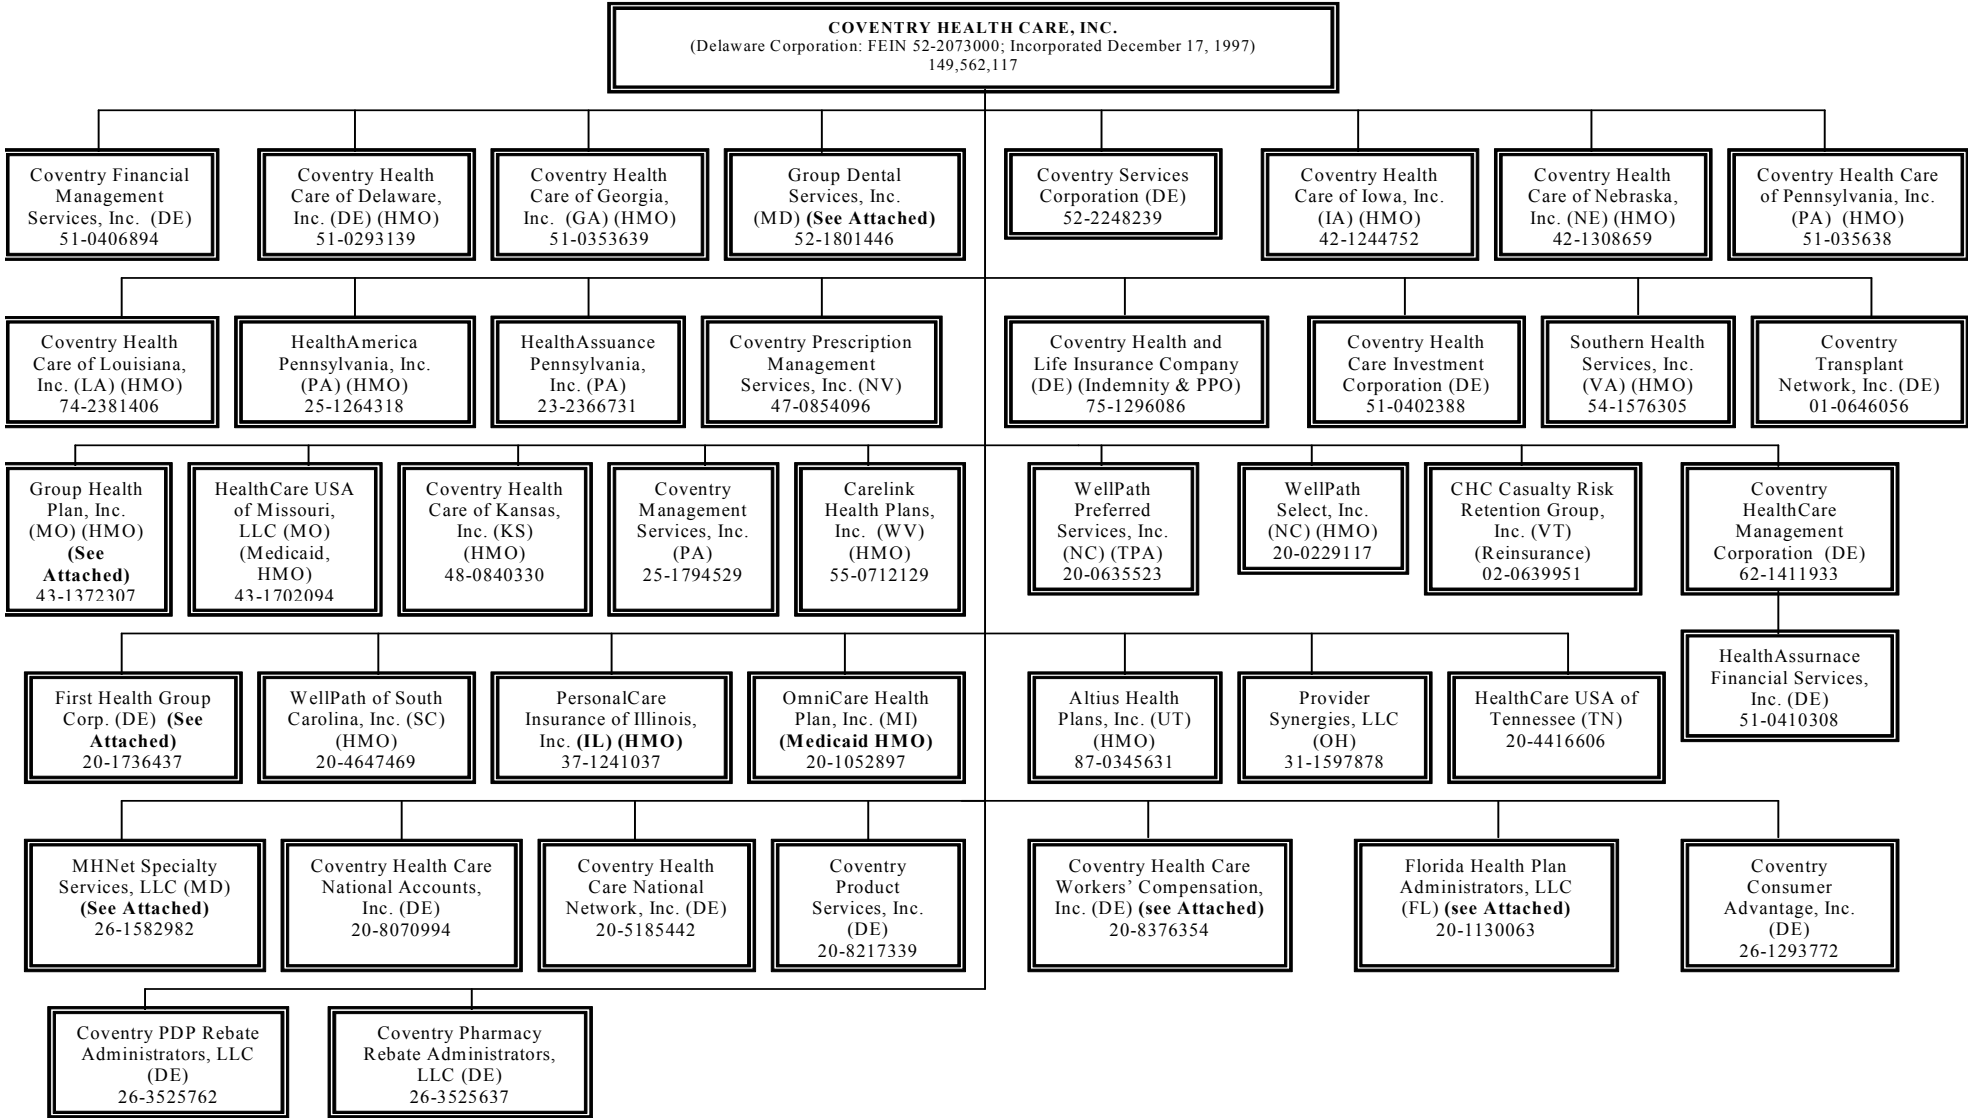 COVENTRY HEALTH CARE, INC.
(Delaware Corporation: FEIN 52-2073000; Incorporated December 17, 1997)
149,562,117
Coventry Financial
Management
Services, Inc. (DE)
51-0406894
Coventry Health
Care of Delaware,
Inc. (DE) (HMO)
51-0293139
Coventry Health
Care of Georgia,
Inc. (GA) (HMO)
51-0353639
Group Dental
Services, Inc.
(MD) (See Attached)
52-1801446
Coventry Services
Corporation (DE)
52-2248239
Coventry Health
Care of Iowa, Inc.
(IA) (HMO)
42-1244752
Coventry Health
Care of Nebraska,
Inc. (NE) (HMO)
42-1308659
Coventry Health Care
of Pennsylvania, Inc.
(PA) (HMO)
51-035638
Coventry Health
Care of Louisiana,
Inc. (LA) (HMO)
74-2381406
HealthAmerica
Pennsylvania, Inc.
(PA) (HMO)
25-1264318
HealthAssuance
Pennsylvania,
Inc. (PA)
23-2366731
Coventry Prescription
Management
Services, Inc. (NV)
47-0854096
Coventry Health and
Life Insurance Company
(DE) (Indemnity & PPO)
75-1296086
Coventry Health
Care Investment
Corporation (DE)
51-0402388
Southern Health
Services, Inc.
(VA) (HMO)
54-1576305
Coventry
Transplant
Network, Inc. (DE)
01-0646056
Group Health
Plan, Inc.
(MO) (HMO)
(See
Attached)
43-1372307
HealthCare USA
of Missouri,
LLC (MO)
(Medicaid,
HMO)
43-1702094
Coventry Health
Care of Kansas,
Inc. (KS)
(HMO)
48-0840330
Coventry
Management
Services, Inc.
(PA)
25-1794529
Carelink
Health Plans,
Inc. (WV)
(HMO)
55-0712129
WellPath
Preferred
Services, Inc.
(NC) (TPA)
20-0635523
WellPath
Select, Inc.
(NC) (HMO)
20-0229117
CHC Casualty Risk
Retention Group,
Inc. (VT)
(Reinsurance)
02-0639951
Coventry
HealthCare
Management
Corporation (DE)
62-1411933
HealthAssurnace
Financial Services,
Inc. (DE)
51-0410308
First Health Group
Corp. (DE) (See
Attached)
20-1736437
WellPath of South
Carolina, Inc. (SC)
(HMO)
20-4647469
PersonalCare
Insurance of Illinois,
Inc. (IL) (HMO)
37-1241037
OmniCare Health
Plan, Inc. (MI)
(Medicaid HMO)
20-1052897
Altius Health
Plans, Inc. (UT)
(HMO)
87-0345631
Provider
Synergies, LLC
(OH)
31-1597878
HealthCare USA of
Tennessee (TN)
20-4416606
MHNet Specialty
Services, LLC (MD)
(See Attached)
26-1582982
Coventry Health Care
National Accounts,
Inc. (DE)
20-8070994
Coventry Health
Care National
Network, Inc. (DE)
20-5185442
Coventry
Product
Services, Inc.
(DE)
20-8217339
Coventry Health Care
Workers’ Compensation,
Inc. (DE) (see Attached)
20-8376354
Florida Health Plan
Administrators, LLC
(FL) (see Attached)
20-1130063
Coventry
Consumer
Advantage, Inc.
(DE)
26-1293772
Coventry PDP Rebate
Administrators, LLC
(DE)
26-3525762
Coventry Pharmacy
Rebate Administrators,
LLC (DE)
26-3525637